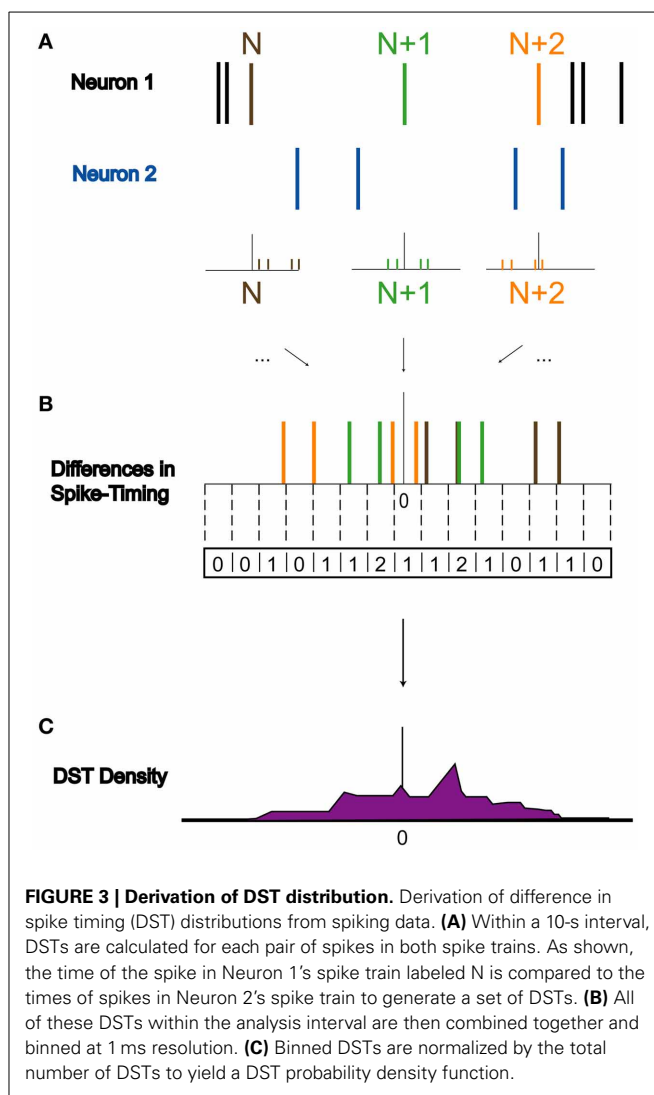 A
N N+1 N+2
Neuron 1
Neuron 2
N N+1 N+2
... ...
B
Differences in
Spike-Timing
0
0 0 1 0 1 1 2 1 1 2 1 0 1 1 0
C
DST Density
0
FIGURE 3 | Derivation of DST distribution. Derivation of difference in
spike timing (DST) distributions from spiking data. (A) Within a 10-s interval,
DSTs are calculated for each pair of spikes in both spike trains. As shown,
the time of the spike in Neuron 1's spike train labeled N is compared to the
times of spikes in Neuron 2's spike train to generate a set of DSTs. (B) All
of these DSTs within the analysis interval are then combined together and
binned at 1 ms resolution. (C) Binned DSTs are normalized by the total
number of DSTs to yield a DST probability density function.